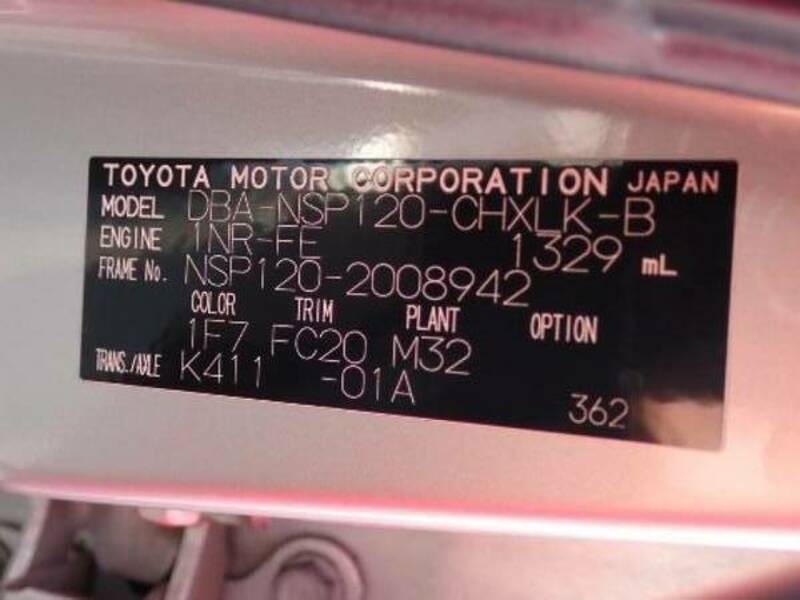 TOYOTA MOTOR CORPORATION JAPAN
MODEL DBA-NSP120-CHXLK-B
ENGINE 1NR-FE 1329 mL
FRAME No. NSP120-2008942
COLOR TRIM PLANT OPTION
1F7 FC20 M32
TRANS./AXLE K411 -01A
362